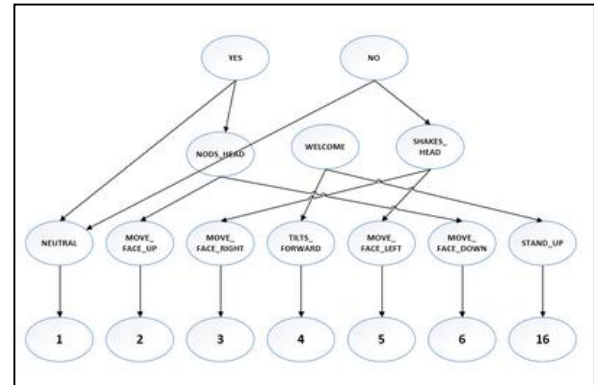 YES
NO
NODS_HEAD
WELCOME
SHAKES_
HEAD
NEUTRAL
MOVE_
FACE_UP
MOVE_
FACE_RIGHT
TILTS_
FORWARD
MOVE_
FACE_LEFT
MOVE_
FACE_DOWN
STAND_UP
1
2
3
4
5
6
16